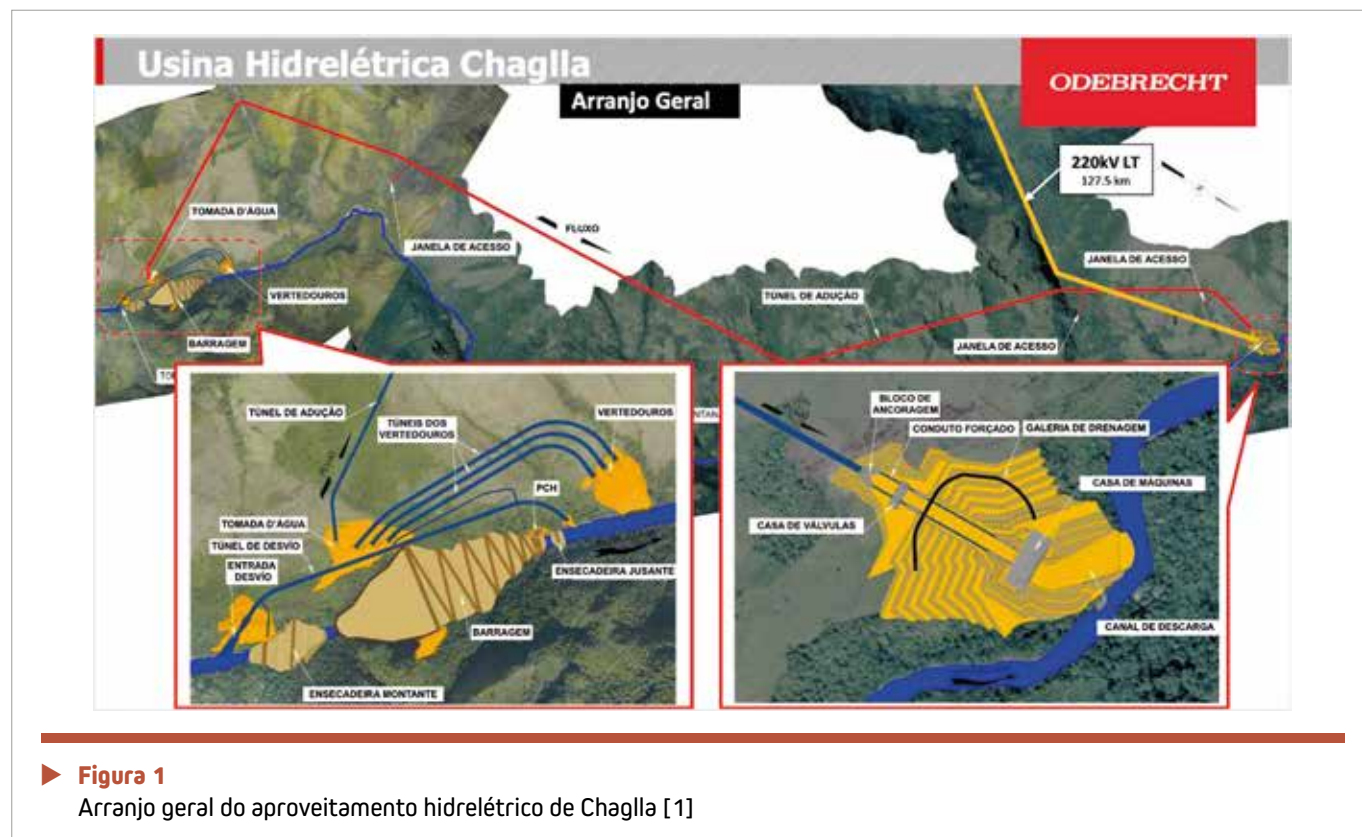 Usina Hidrelétrica Chaglla
ODEBRECHT
Arranjo Geral
220kV LT
127.5 km
TOMADA D'ÁGUA
FLUXO
JANELA DE ACESSO
JANELA DE ACESSO
VERTEDOUROS
TÚNEL DE ADUÇÃO
BARRAGEM
JANELA DE ACESSO
TÚNEL DE ADUÇÃO
TÚNEIS DOS
VERTEDOUROS
VERTEDOUROS
PCH
TOMADA D'ÁGUA
TÚNEL DE DESVÍO
ENTRADA
DESVÍO
ENSECADEIRA JUSANTE
BARRAGEM
ENSECADEIRA MONTANTE
BLOCO DE
ANCORAGEM
CONDUTO FORÇADO
GALERIA DE DRENAGEM
CASA DE MÁQUINAS
CASA DE VÁLVULAS
CANAL DE DESCARGA
Figura 1
Arranjo geral do aproveitamento hidrelétrico de Chaglla [1]